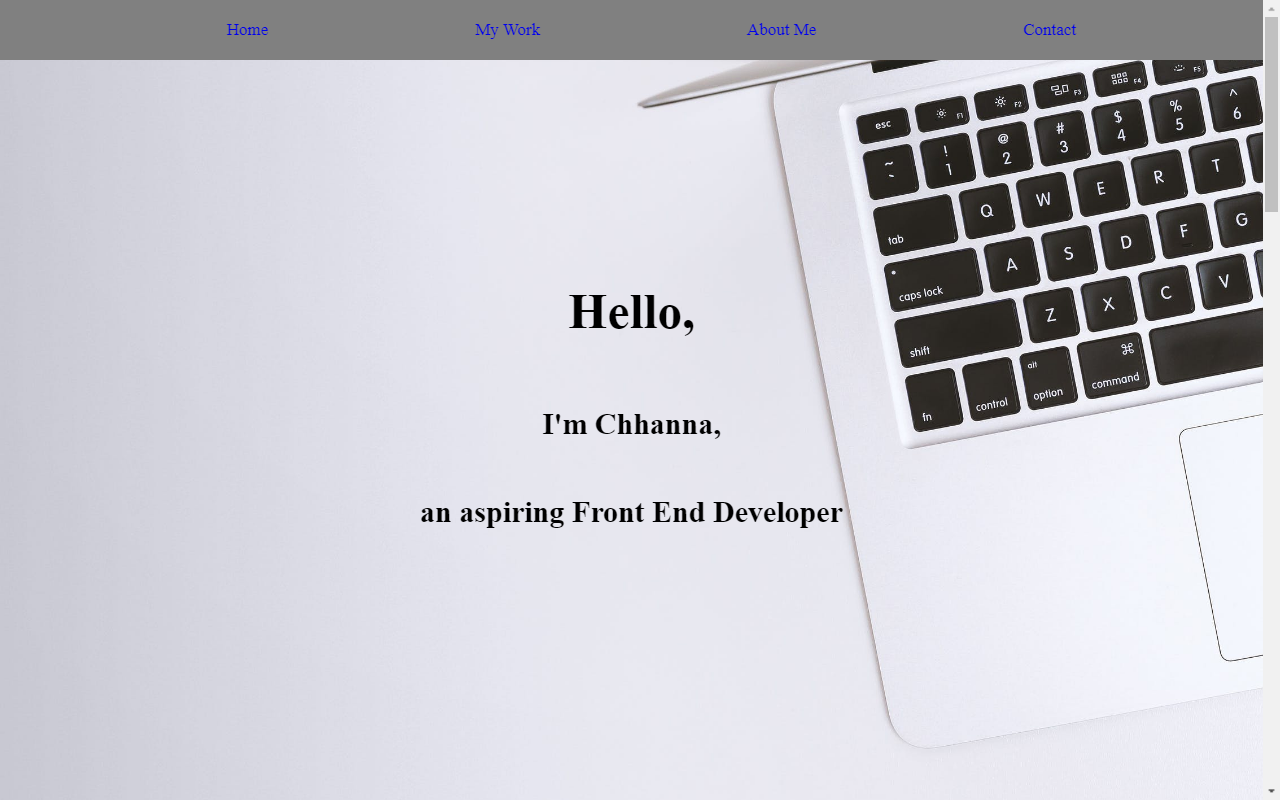 Home My Work About Me Contact
Hello,
I'm Chhanna,
an aspiring Front End Developer
esc F1 F2 F3 F4 F5
~ ` ! 1 @ 2 # 3 $ 4 % 5 ^ 6
tab Q W E R T
caps lock A S D F G
shift Z X C V
fn control alt option ⌘ command